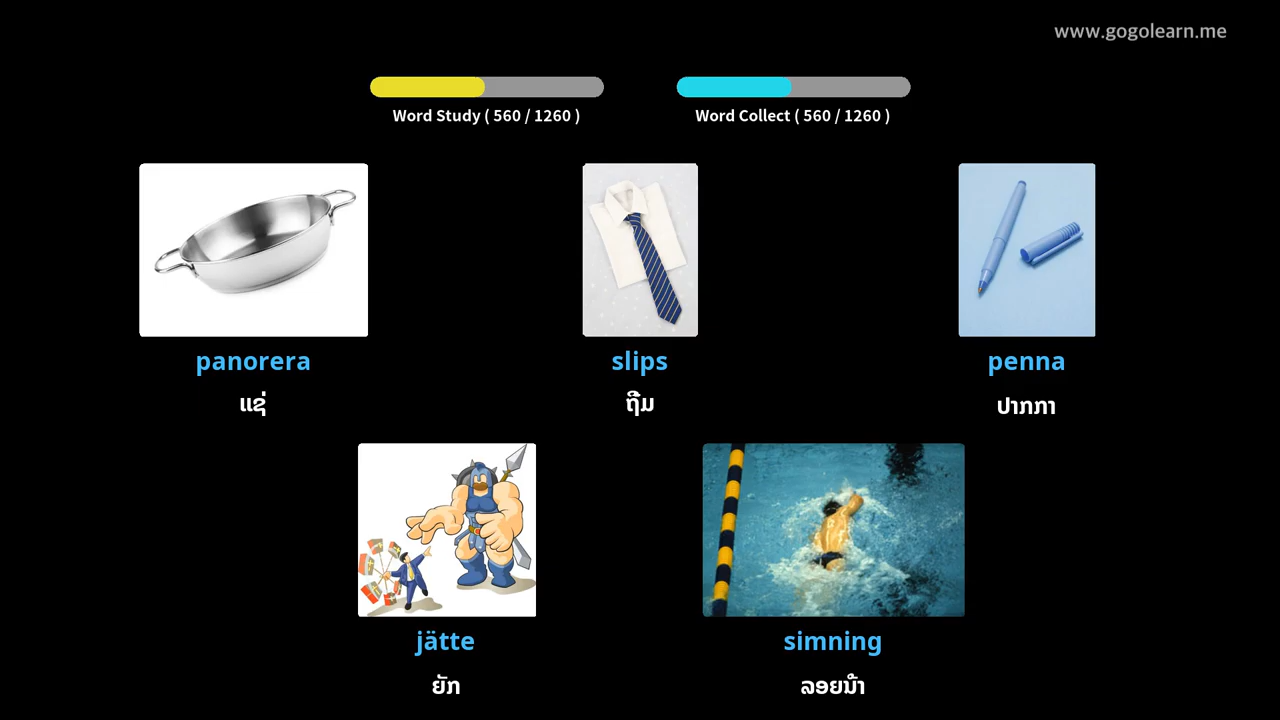 www.gogolearn.me
Word Study ( 560 / 1260 )
Word Collect ( 560 / 1260 )
panorera
slips
penna
ແຊ່
ຖີ້ມ
ປາກກາ
jätte
simning
ຍັກ
ລອຍນ້ຳ